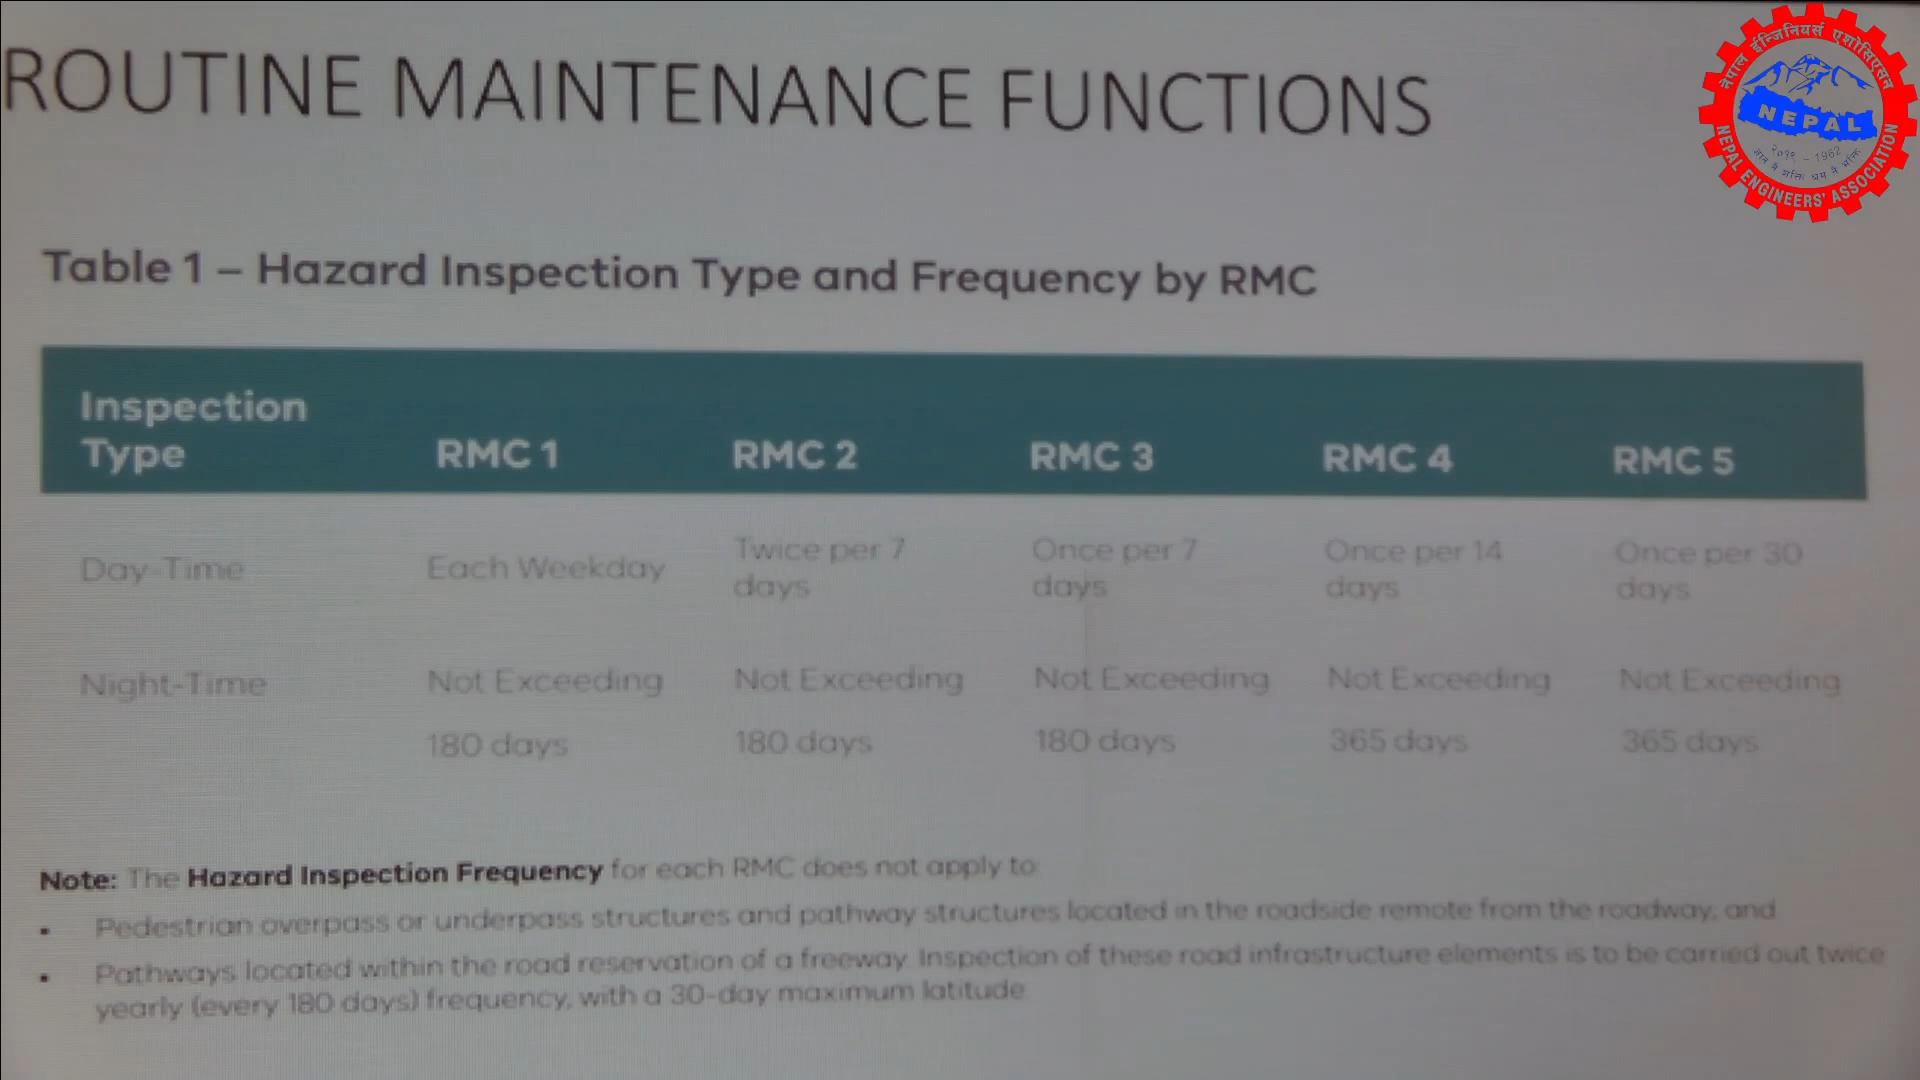 ROUTINE MAINTENANCE FUNCTIONS
नेपाल ईन्जिनियर्स एशोसिएसन
NEPAL
२०१९ - 1962
NEPAL ENGINEERS' ASSOCIATION
Table 1 – Hazard Inspection Type and Frequency by RMC
Inspection
Type RMC 1 RMC 2 RMC 3 RMC 4 RMC 5
Day-Time Each Weekday Twice per 7 days Once per 7 days Once per 14 days Once per 30 days
Night-Time Not Exceeding Not Exceeding Not Exceeding Not Exceeding Not Exceeding
180 days 180 days 180 days 365 days 365 days
Note: The Hazard Inspection Frequency for each RMC does not apply to:
▪ Pedestrian overpass or underpass structures and pathway structures located in the roadside remote from the roadway; and
▪ Pathways located within the road reservation of a freeway. Inspection of these road infrastructure elements is to be carried out twice
yearly (every 180 days) frequency, with a 30-day maximum latitude.